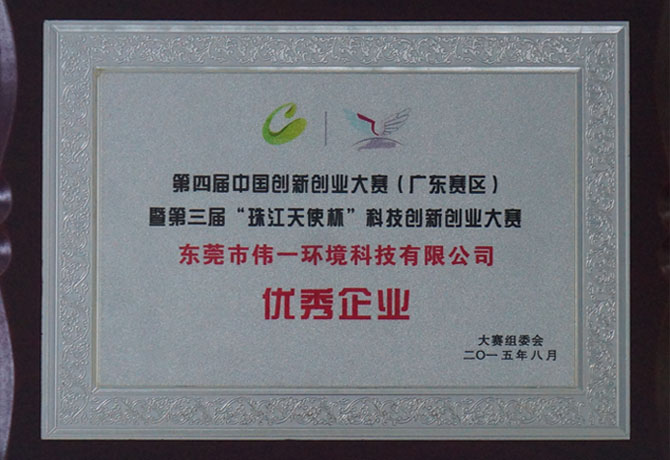 第四届中国创新创业大赛（广东赛区）
暨第三届“珠江天使杯”科技创新创业大赛
东莞市伟一环境科技有限公司
优秀企业
大赛组委会
二〇一五年八月